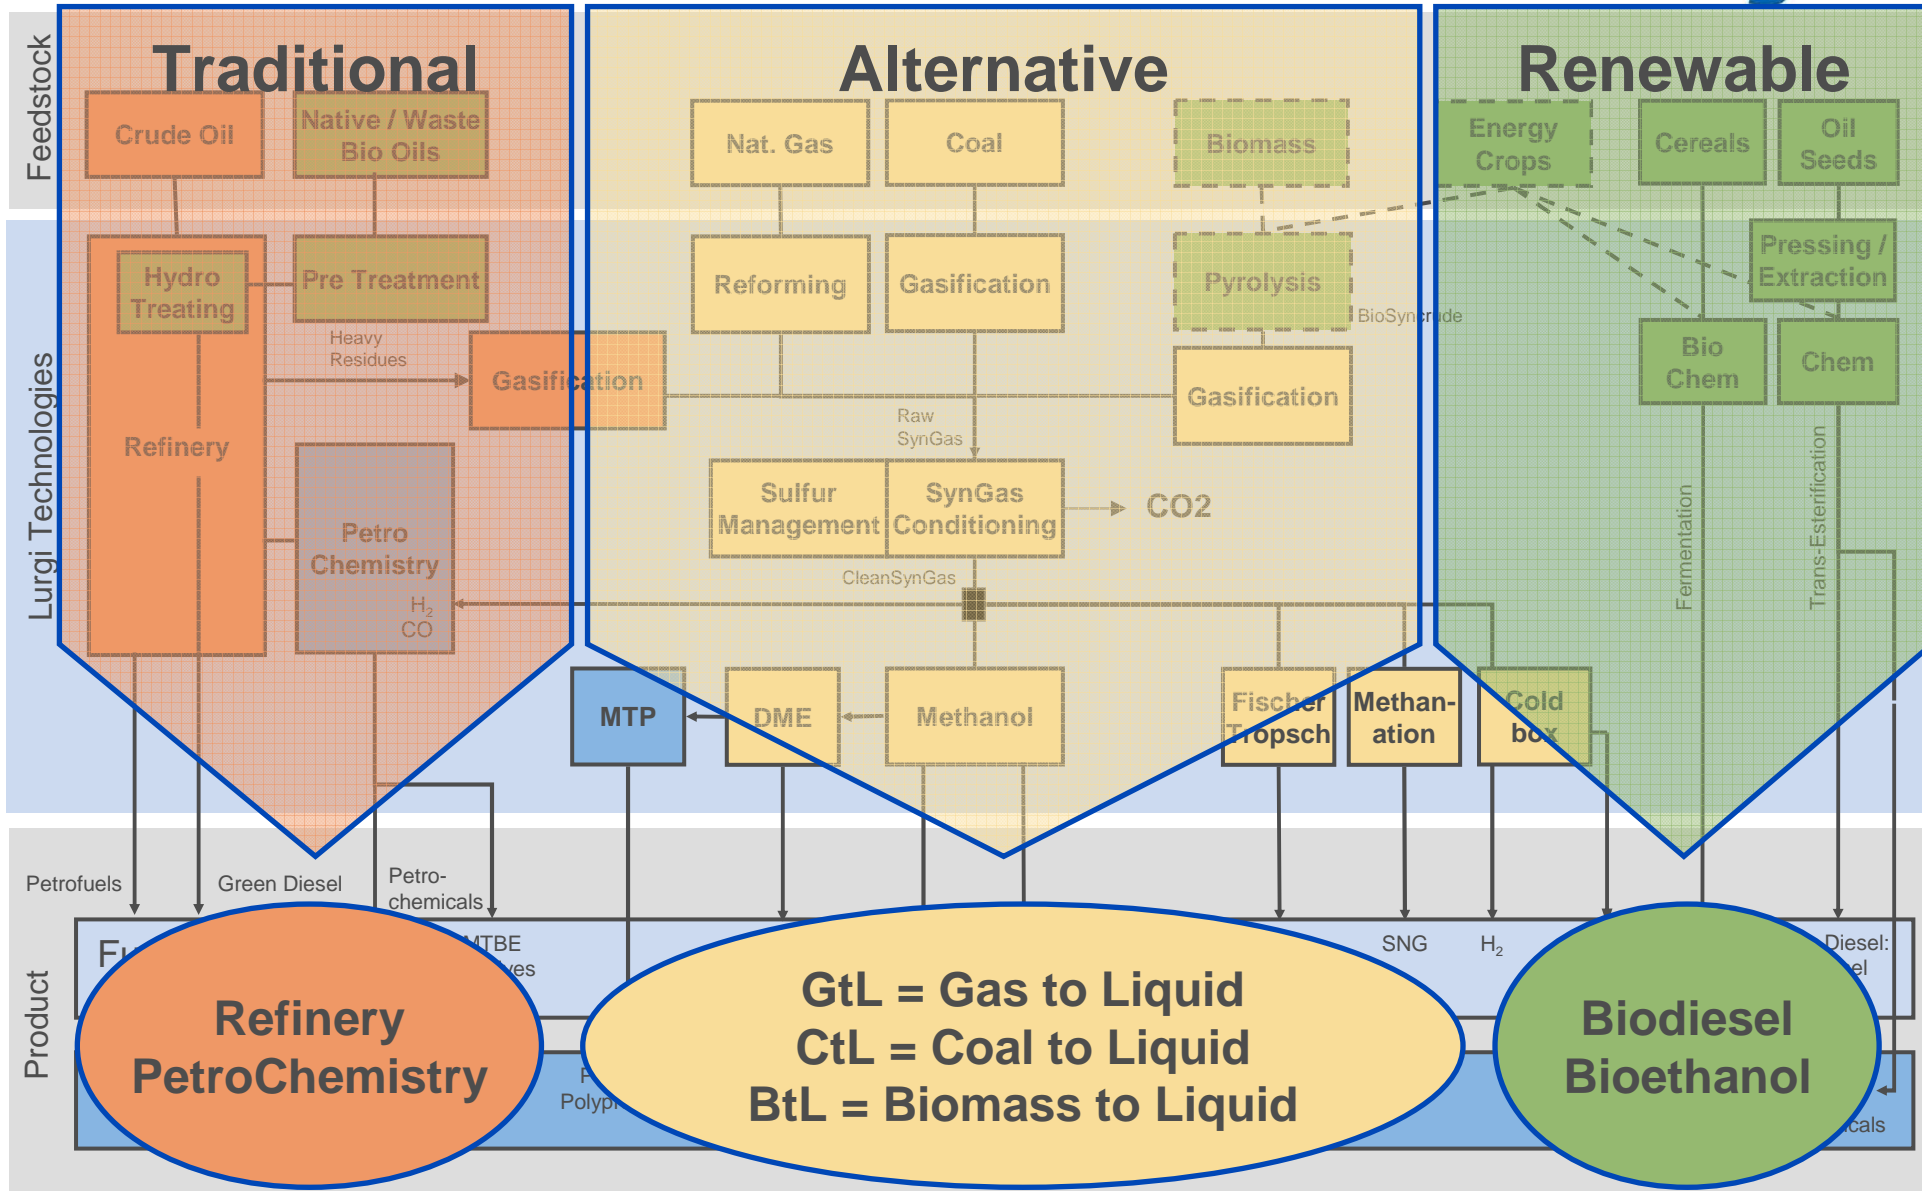 Traditional
Alternative
Renewable
Feedstock
Crude Oil
Native / Waste
Bio Oils
Nat. Gas
Coal
Biomass
Energy
Crops
Cereals
Oil
Seeds
Lurgi Technologies
Hydro
Treating
Pre Treatment
Reforming
Gasification
Pyrolysis
Pressing /
Extraction
BioSyncrude
Heavy
Residues
Gasification
Gasification
Bio
Chem
Chem
Refinery
Raw
SynGas
Petro
Chemistry
H2
CO
Sulfur
Management
SynGas
Conditioning
CO2
CleanSynGas
Fermentation
Trans-Esterification
MTP
DME
Methanol
Fischer
Tropsch
Methan-
ation
Cold
box
Product
Petrofuels
Green Diesel
Petro-
chemicals
MTBE
SNG
H2
Diesel:
Refinery
PetroChemistry
GtL = Gas to Liquid
CtL = Coal to Liquid
BtL = Biomass to Liquid
Biodiesel
Bioethanol